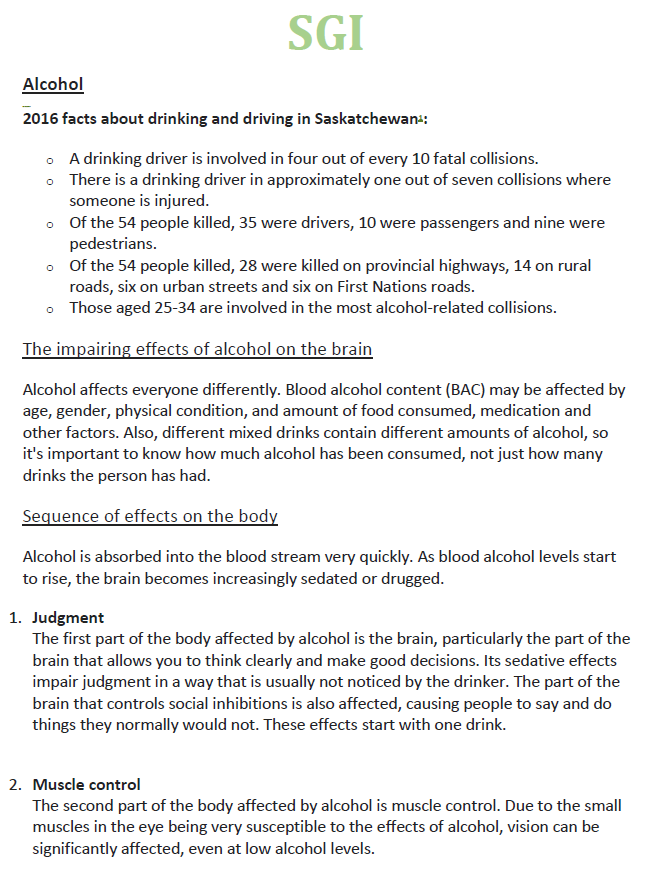 SGI
Alcohol
2016 facts about drinking and driving in Saskatchewan1:
o A drinking driver is involved in four out of every 10 fatal collisions.
o There is a drinking driver in approximately one out of seven collisions where
someone is injured.
o Of the 54 people killed, 35 were drivers, 10 were passengers and nine were
pedestrians.
o Of the 54 people killed, 28 were killed on provincial highways, 14 on rural
roads, six on urban streets and six on First Nations roads.
o Those aged 25-34 are involved in the most alcohol-related collisions.
The impairing effects of alcohol on the brain
Alcohol affects everyone differently. Blood alcohol content (BAC) may be affected by
age, gender, physical condition, and amount of food consumed, medication and
other factors. Also, different mixed drinks contain different amounts of alcohol, so
it's important to know how much alcohol has been consumed, not just how many
drinks the person has had.
Sequence of effects on the body
Alcohol is absorbed into the blood stream very quickly. As blood alcohol levels start
to rise, the brain becomes increasingly sedated or drugged.
1. Judgment
The first part of the body affected by alcohol is the brain, particularly the part of the
brain that allows you to think clearly and make good decisions. Its sedative effects
impair judgment in a way that is usually not noticed by the drinker. The part of the
brain that controls social inhibitions is also affected, causing people to say and do
things they normally would not. These effects start with one drink.
2. Muscle control
The second part of the body affected by alcohol is muscle control. Due to the small
muscles in the eye being very susceptible to the effects of alcohol, vision can be
significantly affected, even at low alcohol levels.